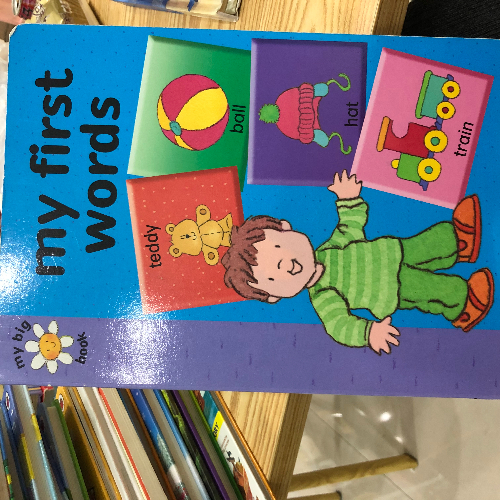 my first
words
ball
hat
train
teddy
my big
book